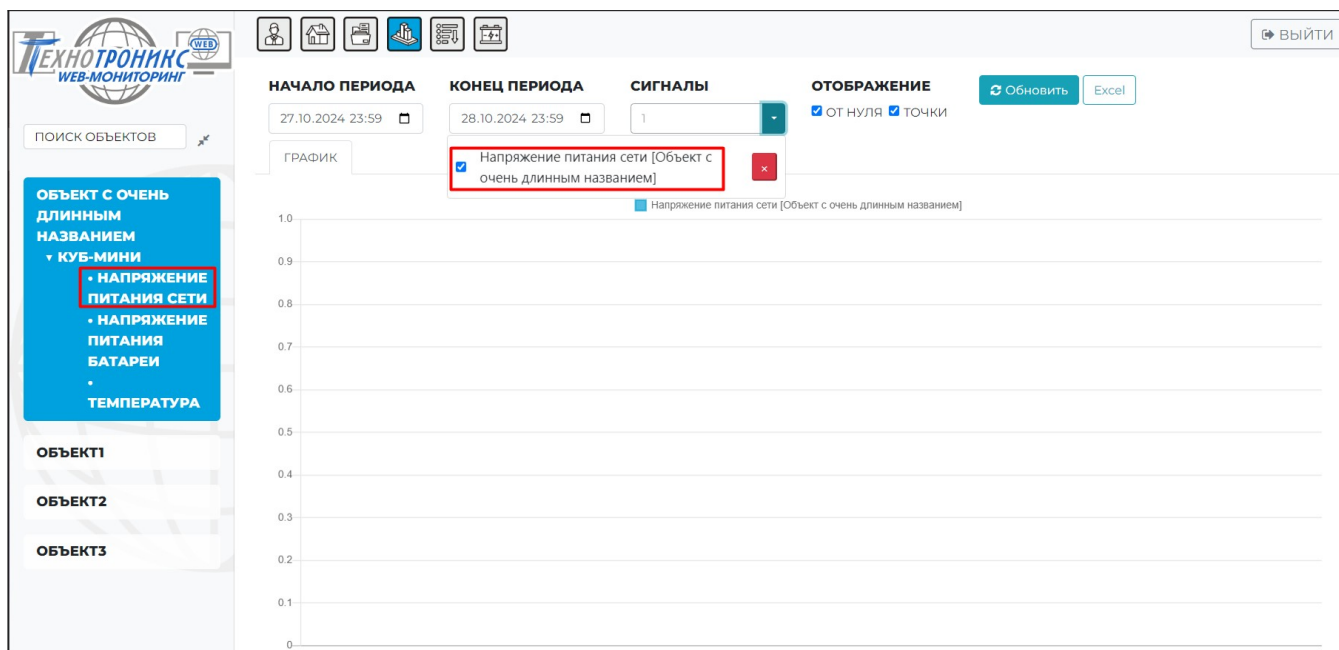 ТЕХНОТРОНИКС
WEB
WEB-МОНИТОРИНГ
ВЫЙТИ
ПОИСК ОБЪЕКТОВ
ОБЪЕКТ С ОЧЕНЬ
ДЛИННЫМ
НАЗВАНИЕМ
▾ КУБ-МИНИ
• НАПРЯЖЕНИЕ
ПИТАНИЯ СЕТИ
• НАПРЯЖЕНИЕ
ПИТАНИЯ
БАТАРЕИ
•
ТЕМПЕРАТУРА
ОБЪЕКТ1
ОБЪЕКТ2
ОБЪЕКТ3
НАЧАЛО ПЕРИОДА
27.10.2024 23:59
КОНЕЦ ПЕРИОДА
28.10.2024 23:59
СИГНАЛЫ
1
ОТОБРАЖЕНИЕ
ОТ НУЛЯ ТОЧКИ
Обновить
Excel
ГРАФИК
Напряжение питания сети [Объект с
очень длинным названием]
×
Напряжение питания сети [Объект с очень длинным названием]
1.0
0.9
0.8
0.7
0.6
0.5
0.4
0.3
0.2
0.1
0